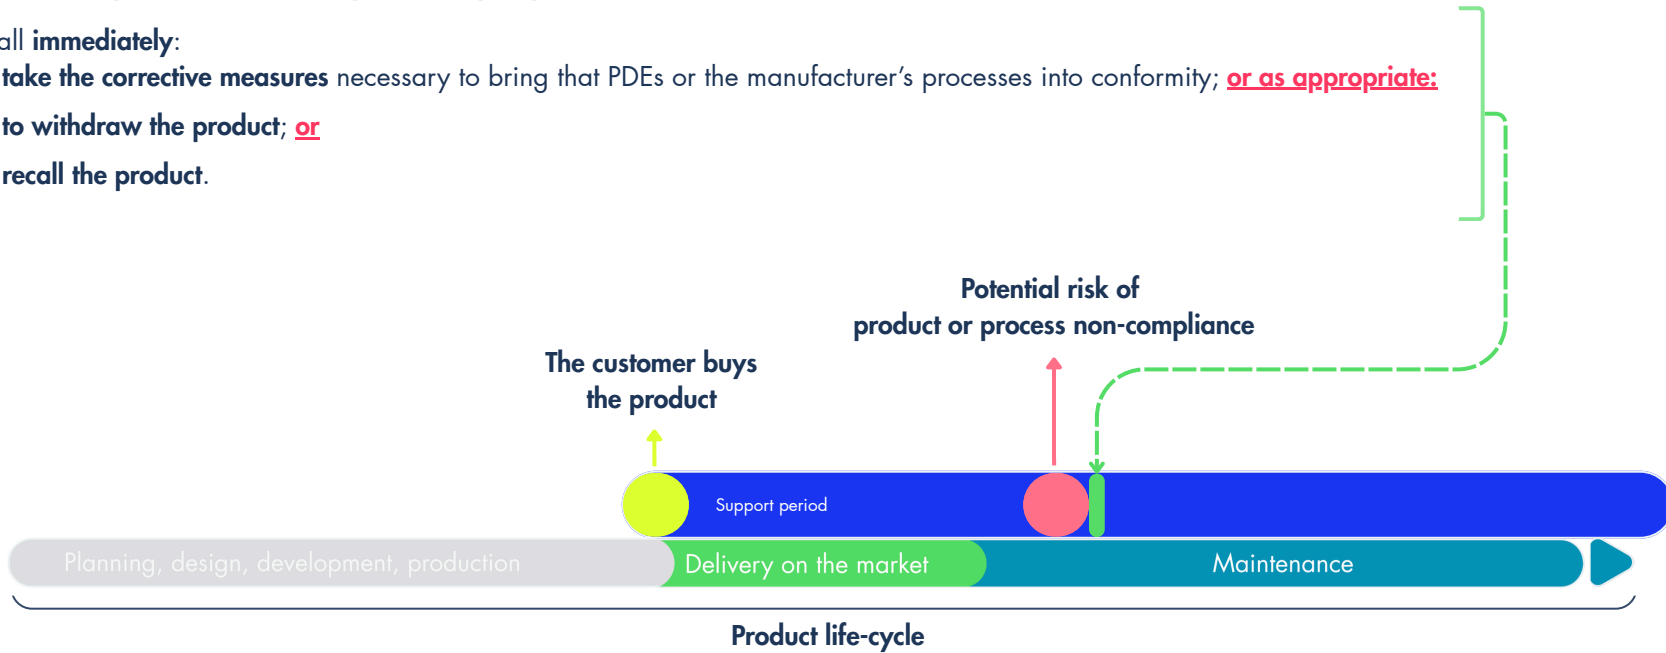 all immediately:
take the corrective measures necessary to bring that PDEs or the manufacturer’s processes into conformity; or as appropriate:
to withdraw the product; or
recall the product.
Potential risk of
product or process non-compliance
The customer buys
the product
Support period
Planning, design, development, production
Delivery on the market
Maintenance
Product life-cycle